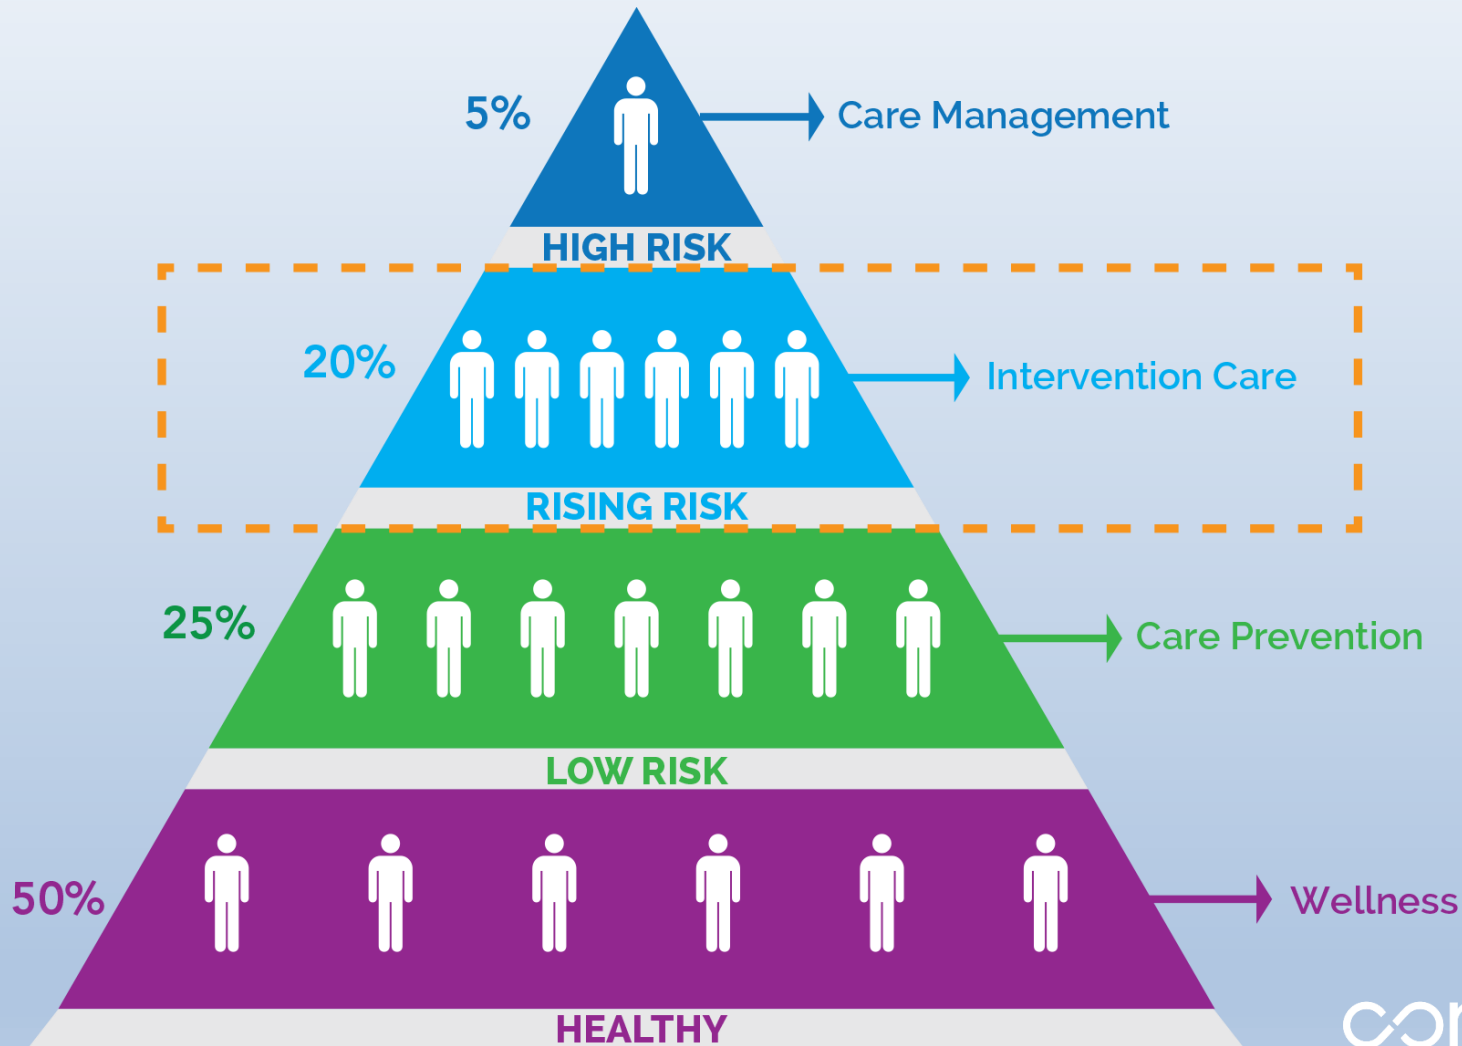 5%
Care Management
HIGH RISK
20%
Intervention Care
RISING RISK
25%
Care Prevention
LOW RISK
50%
Wellness
HEALTHY